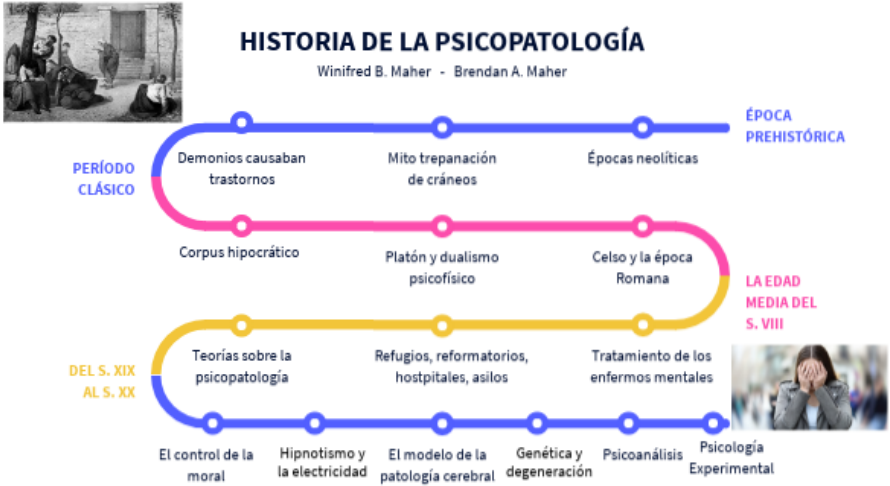 HISTORIA DE LA PSICOPATOLOGÍA
Winifred B. Maher - Brendan A. Maher
ÉPOCA
PREHISTÓRICA
Demonios causaban
trastornos
Mito trepanación
de cráneos
Épocas neolíticas
PERÍODO
CLÁSICO
Corpus hipocrático
Platón y dualismo
psicofísico
Celso y la época
Romana
LA EDAD
MEDIA DEL
S. VIII
Teorías sobre la
psicopatología
Refugios, reformatorios,
hostpitales, asilos
Tratamiento de los
enfermos mentales
DEL S. XIX
AL S. XX
El control de la
moral
Hipnotismo y
la electricidad
El modelo de la
patología cerebral
Genética y
degeneración
Psicoanálisis
Psicología
Experimental